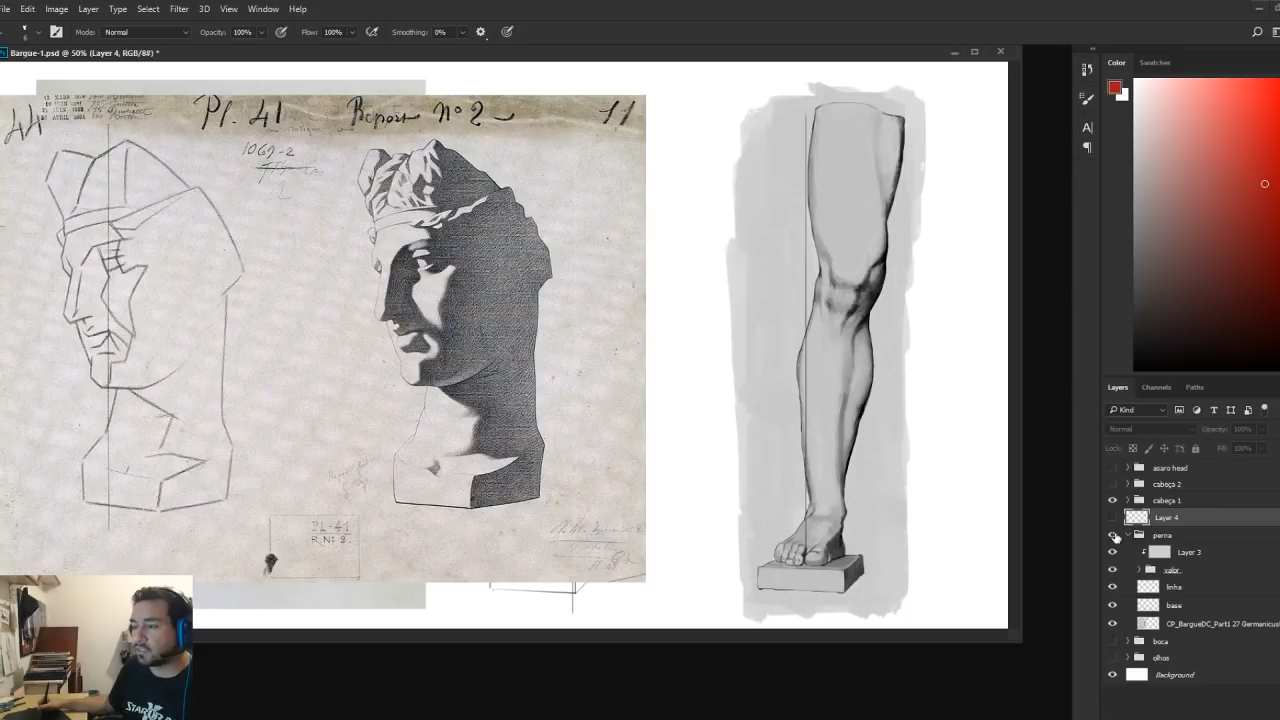 File Edit Image Layer Type Select Filter 3D View Window Help
6 Mode: Normal Opacity: 100% Flow: 100% Smoothing: 0%
Bargue-1.psd @ 50% (Layer 4, RGB/8#) *
44 Pl. 41 Report n° 2 11
1069-2
PL-41
R.Nº: 2.
Color Swatches
A|
Layers Channels Paths
Kind
Normal Opacity: 100%
Lock: Fill: 100%
asaro head
cabeça 2
cabeça 1
Layer 4
perna
Layer 3
valor
linha
base
CP_BargueDC_Part1 27 Germanicus
boca
olhos
Background